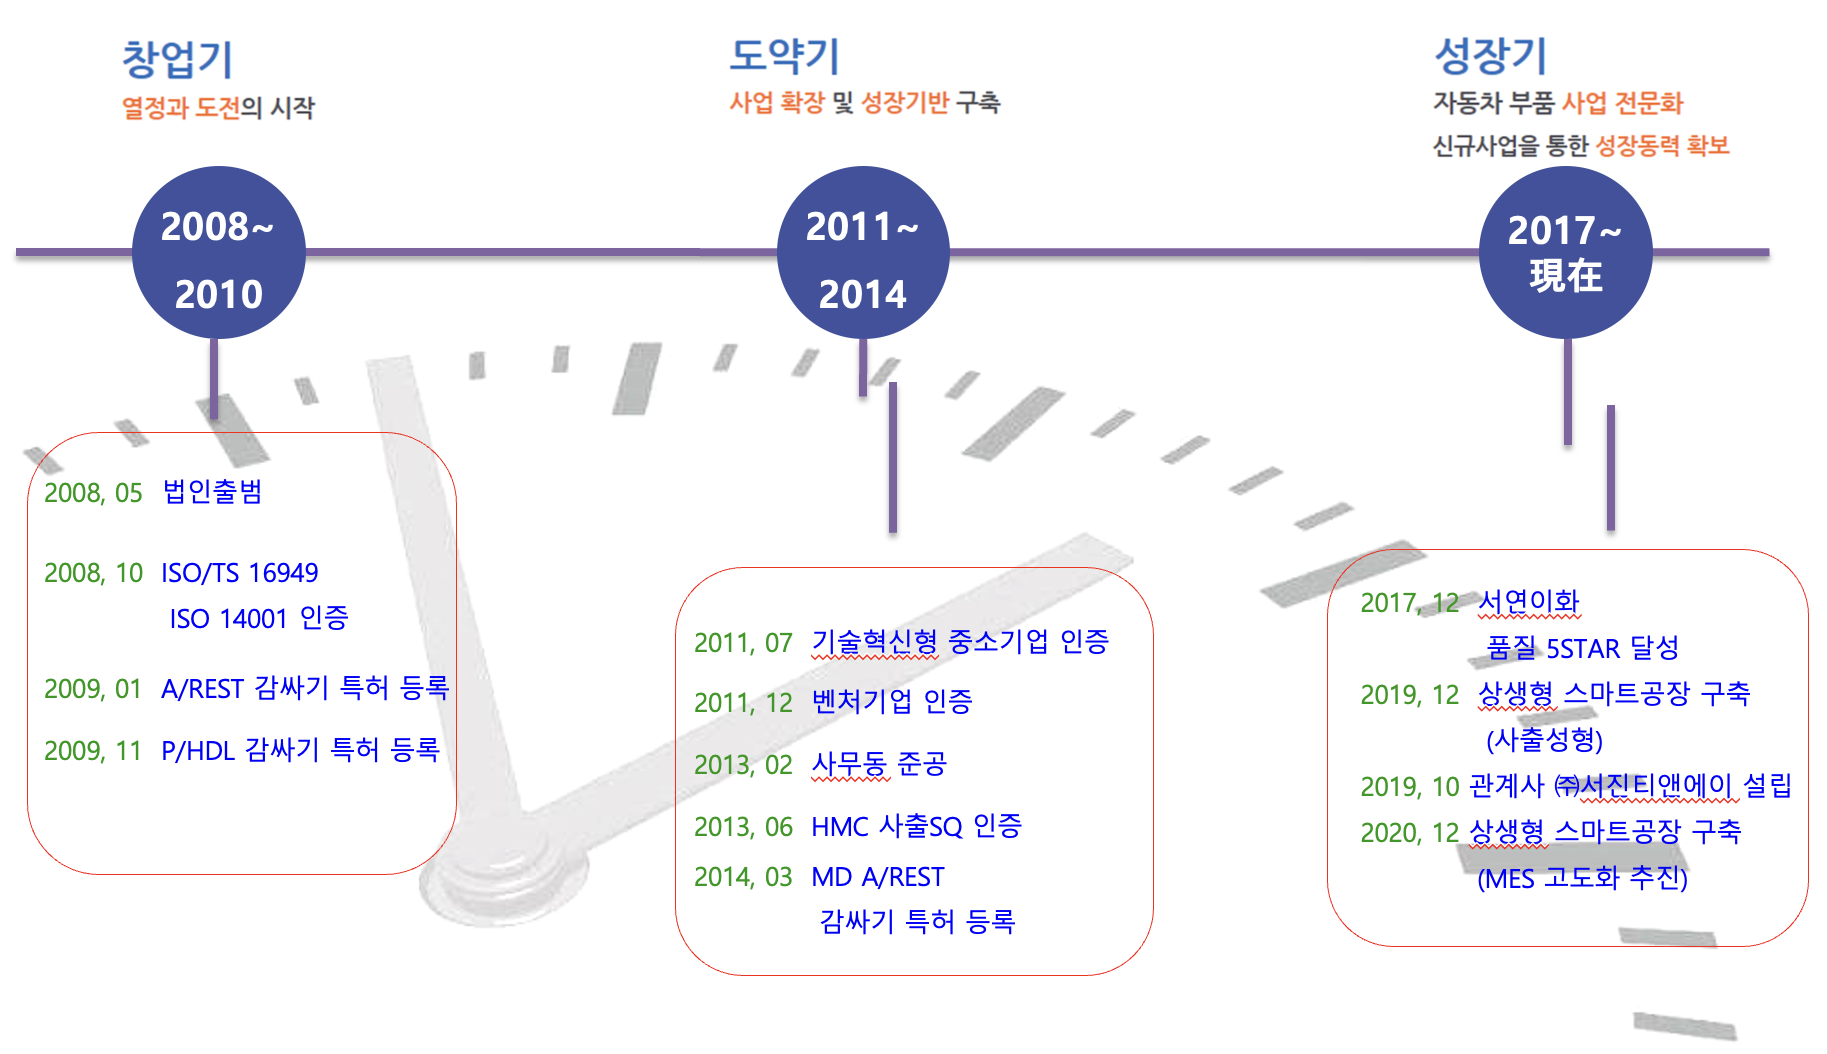 창업기
열정과 도전의 시작
2008~
2010
2008, 05 법인출범
2008, 10 ISO/TS 16949
ISO 14001 인증
2009, 01 A/REST 감싸기 특허 등록
2009, 11 P/HDL 감싸기 특허 등록
도약기
사업 확장 및 성장기반 구축
2011~
2014
2011, 07 기술혁신형 중소기업 인증
2011, 12 벤처기업 인증
2013, 02 사무동 준공
2013, 06 HMC 사출SQ 인증
2014, 03 MD A/REST
감싸기 특허 등록
성장기
자동차 부품 사업 전문화
신규사업을 통한 성장동력 확보
2017~
現在
2017, 12 서연이화
품질 5STAR 달성
2019, 12 상생형 스마트공장 구축
(사출성형)
2019, 10 관계사 ㈜서진티앤에이 설립
2020, 12 상생형 스마트공장 구축
(MES 고도화 추진)